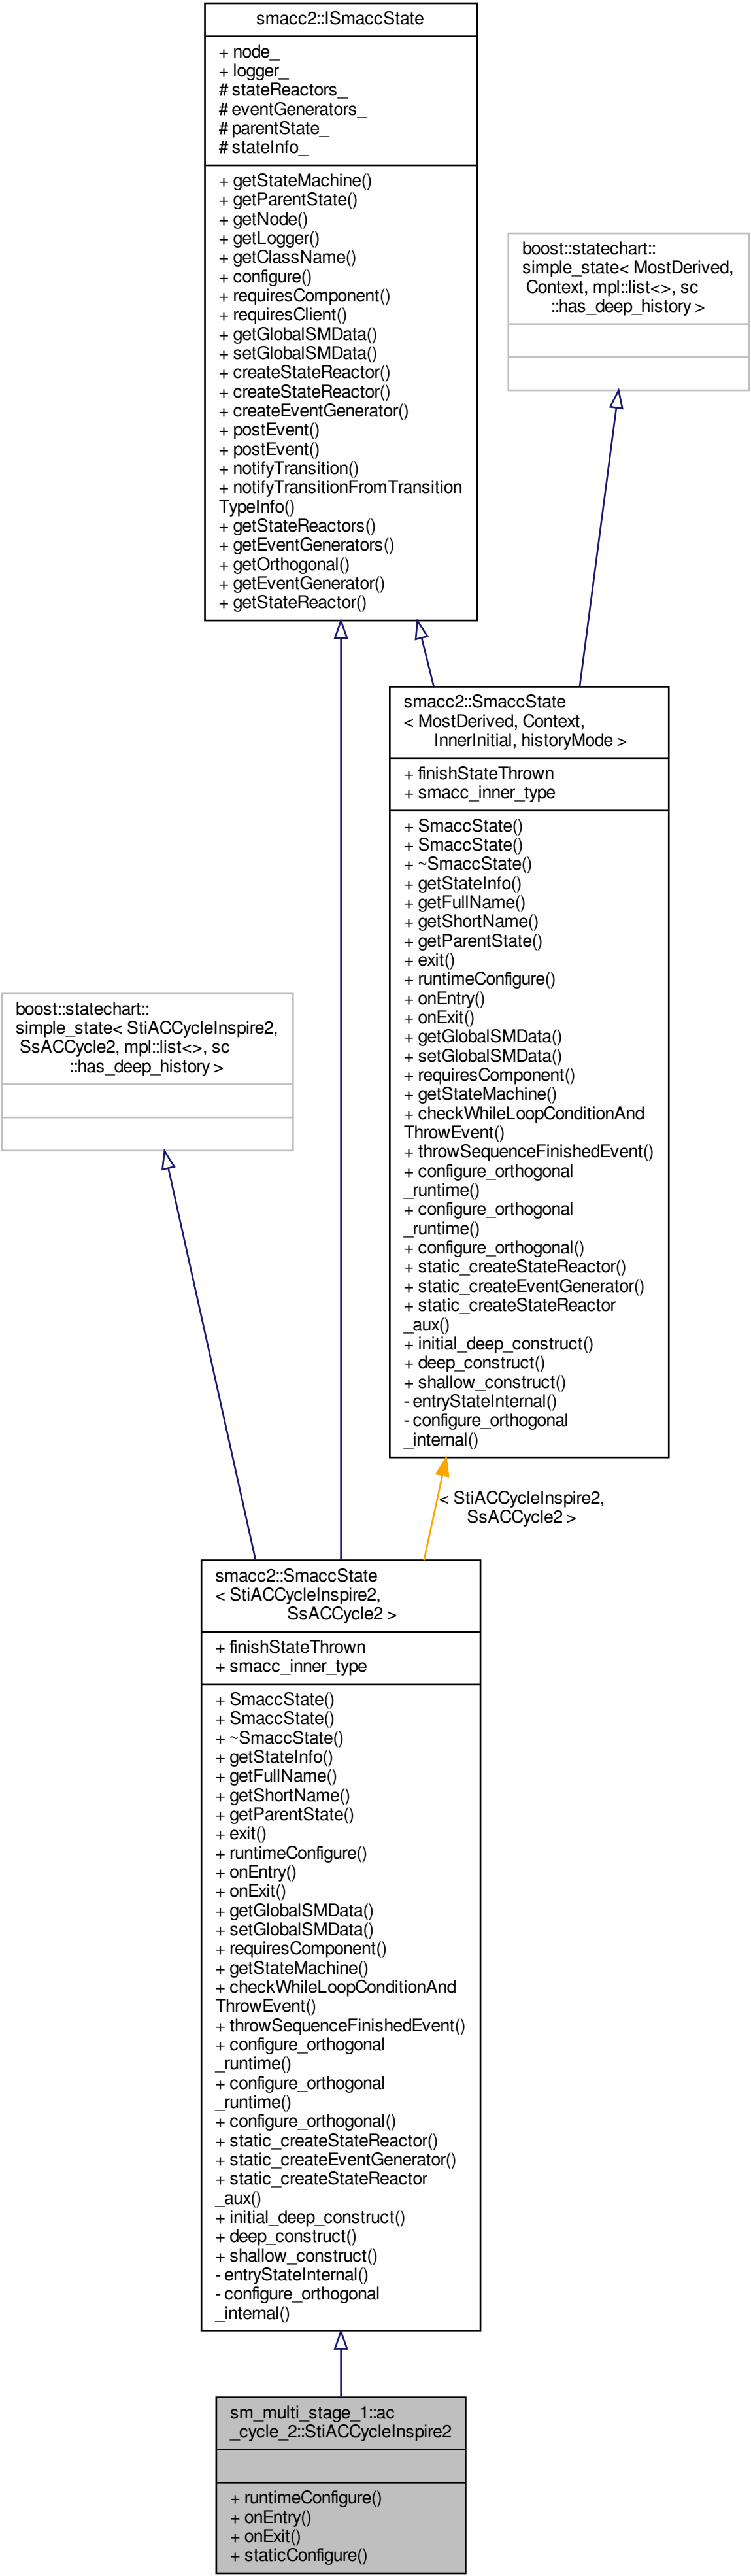 smacc2::ISmaccState
+ node_
+ logger_
# stateReactors_
# eventGenerators_
# parentState_
# stateInfo_
+ getStateMachine()
+ getParentState()
+ getNode()
+ getLogger()
+ getClassName()
+ configure()
+ requiresComponent()
+ requiresClient()
+ getGlobalSMData()
+ setGlobalSMData()
+ createStateReactor()
+ createStateReactor()
+ createEventGenerator()
+ postEvent()
+ postEvent()
+ notifyTransition()
+ notifyTransitionFromTransition
TypeInfo()
+ getStateReactors()
+ getEventGenerators()
+ getOrthogonal()
+ getEventGenerator()
+ getStateReactor()
boost::statechart::
simple_state< MostDerived,
Context, mpl::list<>, sc
::has_deep_history >
smacc2::SmaccState
< MostDerived, Context,
InnerInitial, historyMode >
+ finishStateThrown
+ smacc_inner_type
+ SmaccState()
+ SmaccState()
+ ~SmaccState()
+ getStateInfo()
+ getFullName()
+ getShortName()
+ getParentState()
+ exit()
+ runtimeConfigure()
+ onEntry()
+ onExit()
+ getGlobalSMData()
+ setGlobalSMData()
+ requiresComponent()
+ getStateMachine()
+ checkWhileLoopConditionAnd
ThrowEvent()
+ throwSequenceFinishedEvent()
+ configure_orthogonal
_runtime()
+ configure_orthogonal
_runtime()
+ configure_orthogonal()
+ static_createStateReactor()
+ static_createEventGenerator()
+ static_createStateReactor
_aux()
+ initial_deep_construct()
+ deep_construct()
+ shallow_construct()
- entryStateInternal()
- configure_orthogonal
_internal()
boost::statechart::
simple_state< StiACCycleInspire2,
SsACCycle2, mpl::list<>, sc
::has_deep_history >
< StiACCycleInspire2,
SsACCycle2 >
smacc2::SmaccState
< StiACCycleInspire2,
SsACCycle2 >
+ finishStateThrown
+ smacc_inner_type
+ SmaccState()
+ SmaccState()
+ ~SmaccState()
+ getStateInfo()
+ getFullName()
+ getShortName()
+ getParentState()
+ exit()
+ runtimeConfigure()
+ onEntry()
+ onExit()
+ getGlobalSMData()
+ setGlobalSMData()
+ requiresComponent()
+ getStateMachine()
+ checkWhileLoopConditionAnd
ThrowEvent()
+ throwSequenceFinishedEvent()
+ configure_orthogonal
_runtime()
+ configure_orthogonal
_runtime()
+ configure_orthogonal()
+ static_createStateReactor()
+ static_createEventGenerator()
+ static_createStateReactor
_aux()
+ initial_deep_construct()
+ deep_construct()
+ shallow_construct()
- entryStateInternal()
- configure_orthogonal
_internal()
sm_multi_stage_1::ac
_cycle_2::StiACCycleInspire2
+ runtimeConfigure()
+ onEntry()
+ onExit()
+ staticConfigure()